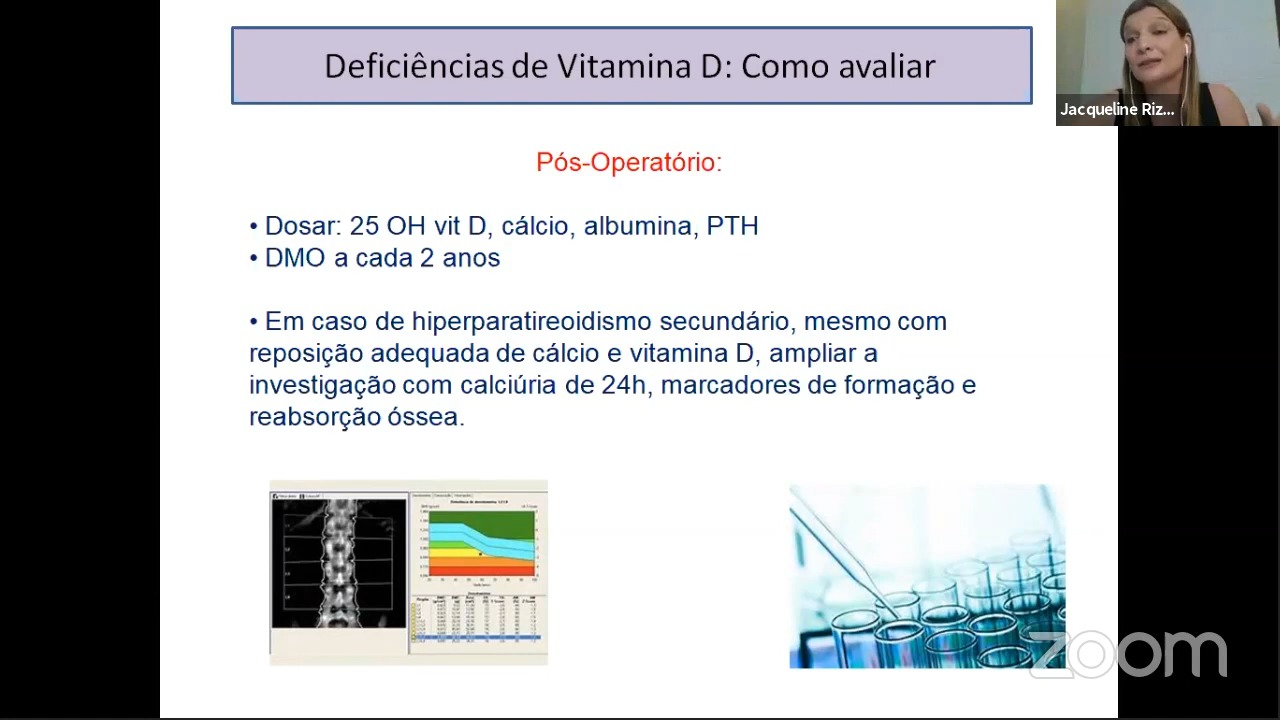 Deficiências de Vitamina D: Como avaliar
Jacqueline Riz...
Pós-Operatório:
• Dosar: 25 OH vit D, cálcio, albumina, PTH
• DMO a cada 2 anos
• Em caso de hiperparatireoidismo secundário, mesmo com
reposição adequada de cálcio e vitamina D, ampliar a
investigação com calciúria de 24h, marcadores de formação e
reabsorção óssea.
zoom